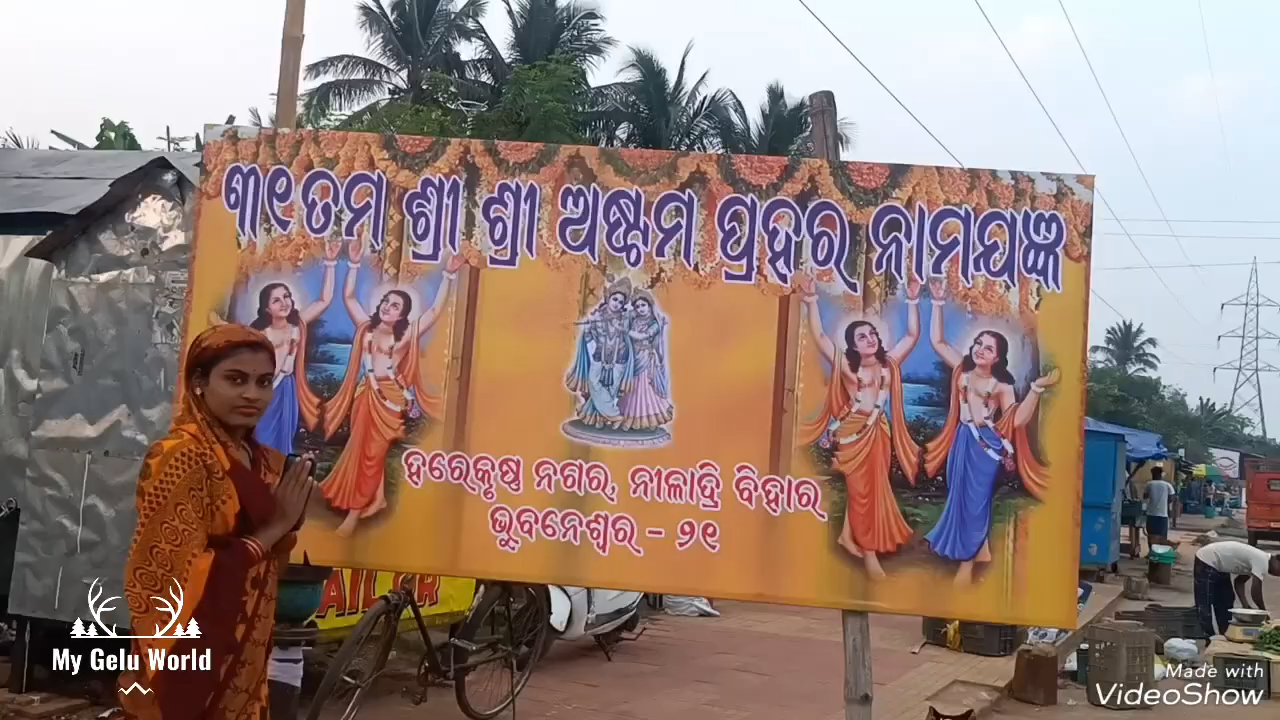 ୩୧ତମ ଶ୍ରୀ ଶ୍ରୀ ଅଷ୍ଟମ ପ୍ରହର ନାମଯଜ୍ଞ
ହରେକୃଷ୍ଣ ନଗର, ନୀଳାଦ୍ରି ବିହାର
ଭୁବନେଶ୍ୱର - ୨୧
My Gelu World
Made with
VideoShow